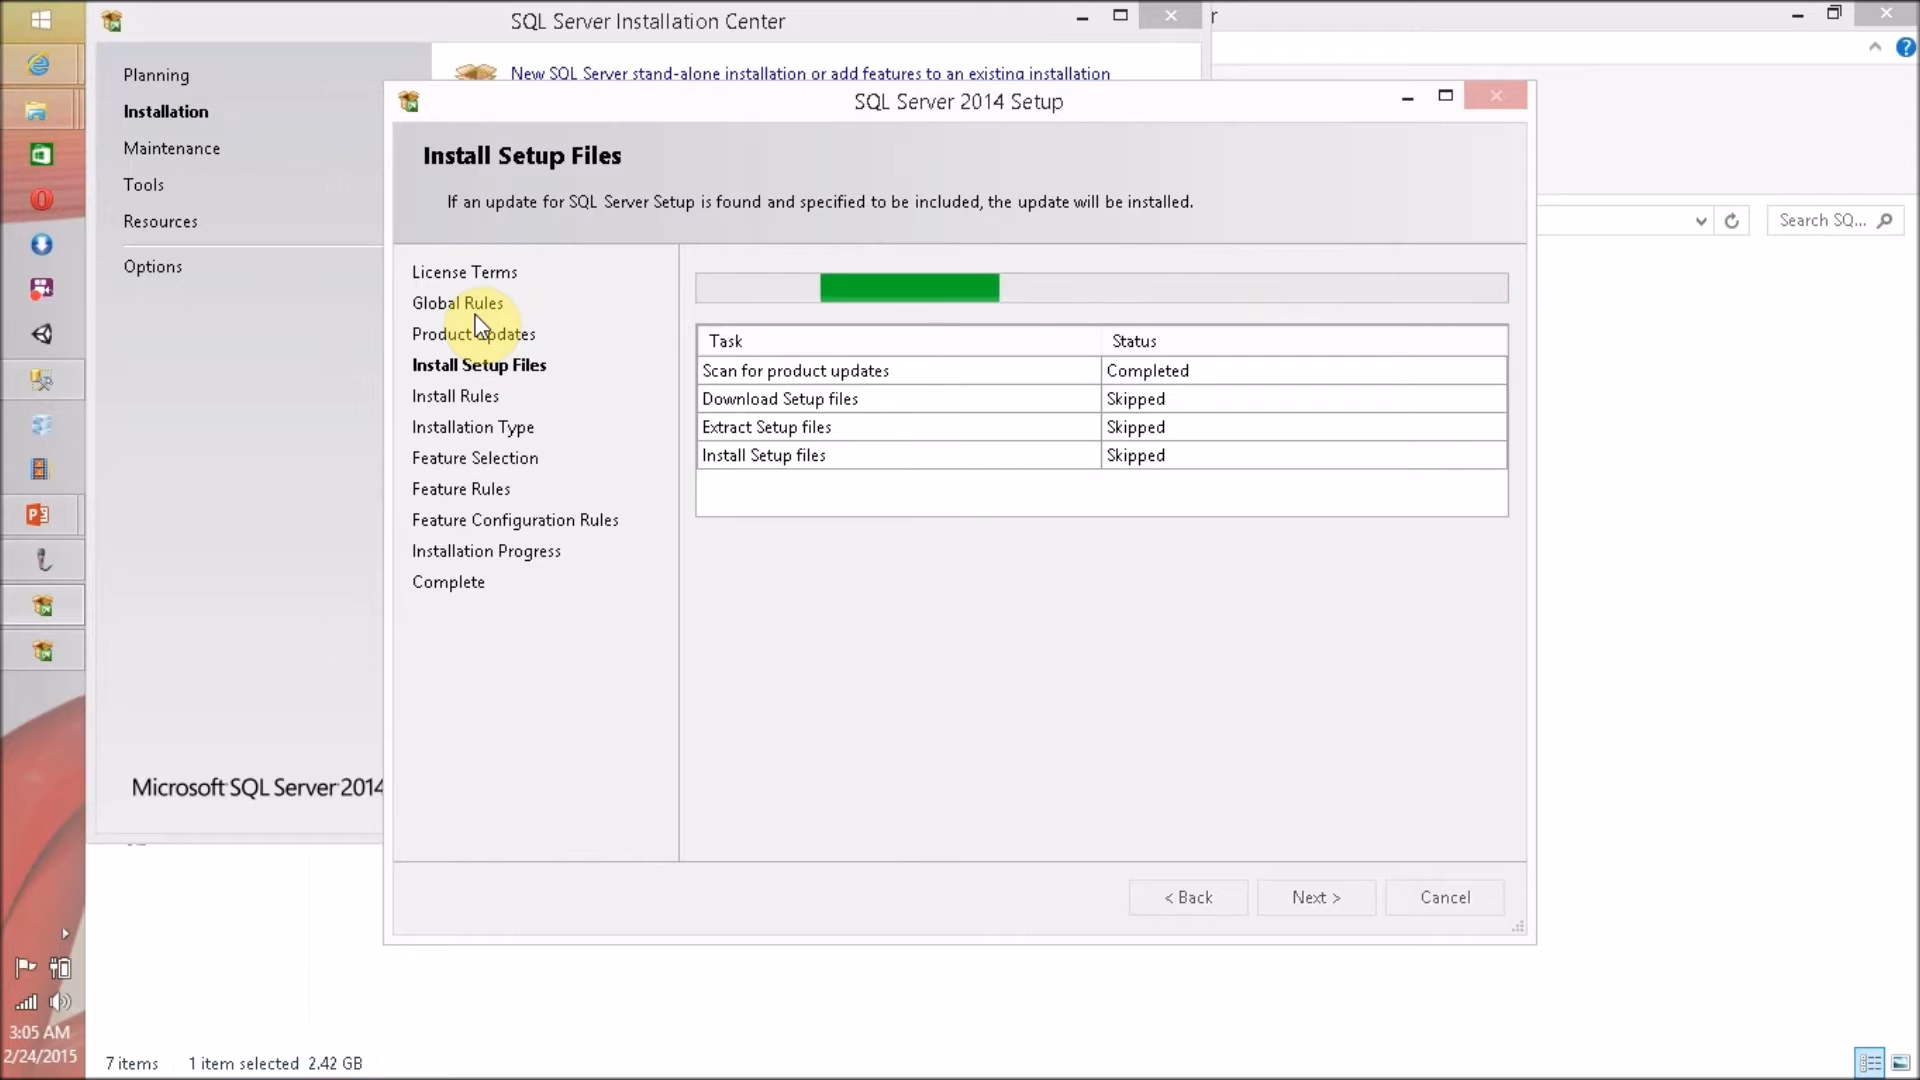 SQL Server Installation Center
r
New SQL Server stand-alone installation or add features to an existing installation
Planning
Installation
Maintenance
Tools
Resources
Options
Microsoft SQL Server 2014
SQL Server 2014 Setup
Install Setup Files
If an update for SQL Server Setup is found and specified to be included, the update will be installed.
License Terms
Global Rules
Product Updates
Install Setup Files
Install Rules
Installation Type
Feature Selection
Feature Rules
Feature Configuration Rules
Installation Progress
Complete
Task Status
Scan for product updates Completed
Download Setup files Skipped
Extract Setup files Skipped
Install Setup files Skipped
< Back Next > Cancel
Search SQ...
3:05 AM
2/24/2015
7 items 1 item selected 2.42 GB